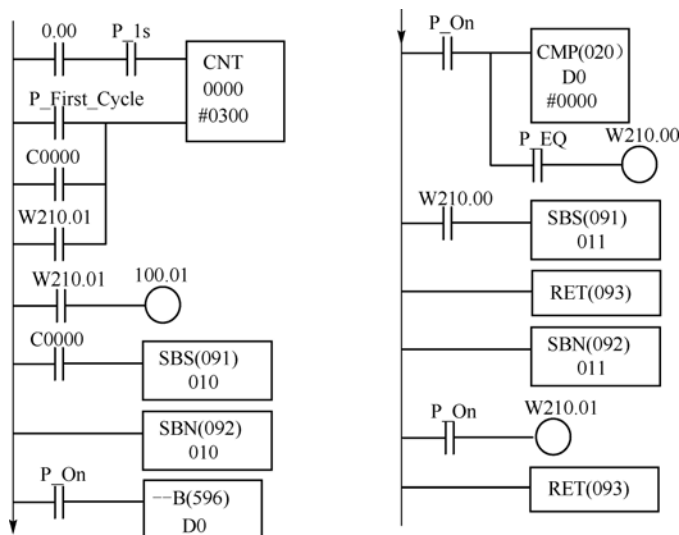 0.00 P_1s
CNT
0000
#0300
P_First_Cycle
C0000
W210.01
W210.01 100.01
C0000
SBS(091)
010
SBN(092)
010
P_On
--B(596)
D0
P_On
CMP(020)
D0
#0000
P_EQ W210.00
W210.00
SBS(091)
011
RET(093)
SBN(092)
011
P_On W210.01
RET(093)